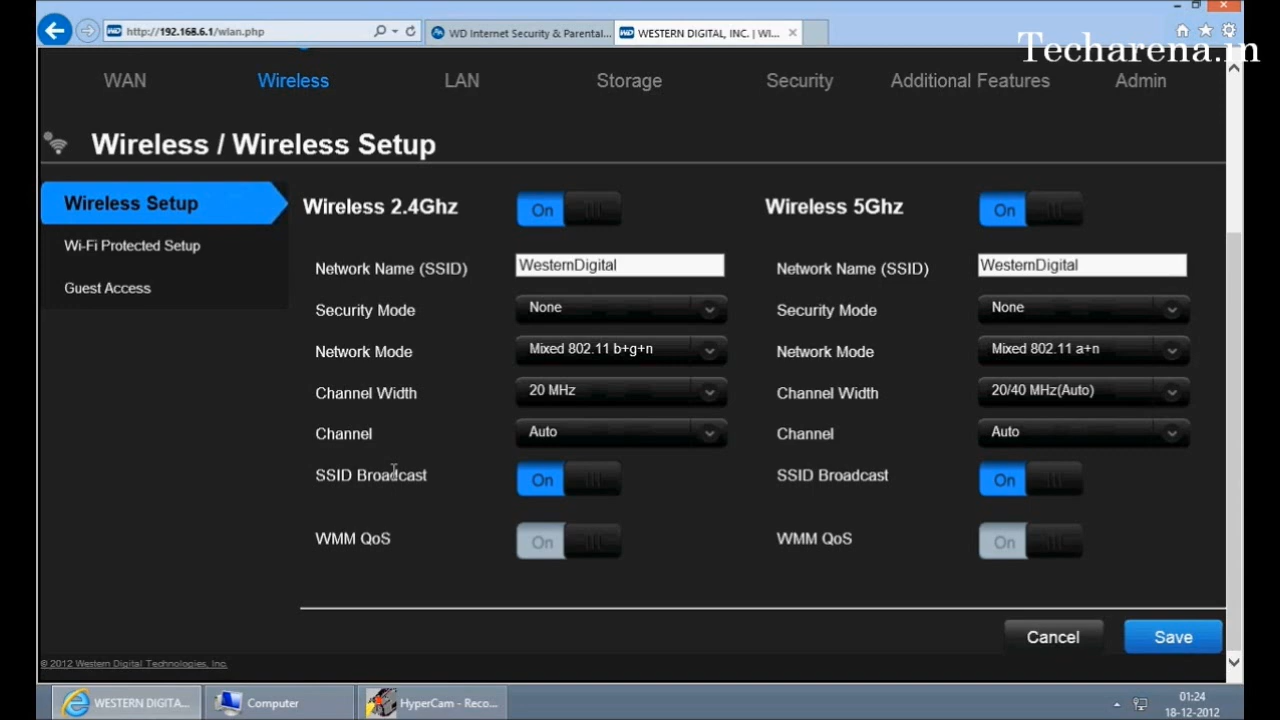 http://192.168.6.1/wlan.php
WD Internet Security & Parental...
WESTERN DIGITAL, INC. | WI...
Techarena.in
WAN
Wireless
LAN
Storage
Security
Additional Features
Admin
Wireless / Wireless Setup
Wireless Setup
Wi-Fi Protected Setup
Guest Access
Wireless 2.4Ghz
On
Network Name (SSID)
WesternDigital
Security Mode
None
Network Mode
Mixed 802.11 b+g+n
Channel Width
20 MHz
Channel
Auto
SSID Broadcast
On
WMM QoS
On
Wireless 5Ghz
On
Network Name (SSID)
WesternDigital
Security Mode
None
Network Mode
Mixed 802.11 a+n
Channel Width
20/40 MHz(Auto)
Channel
Auto
SSID Broadcast
On
WMM QoS
On
Cancel
Save
© 2012 Western Digital Technologies, Inc.
WESTERN DIGITA...
Computer
HyperCam - Reco...
01:24
18-12-2012